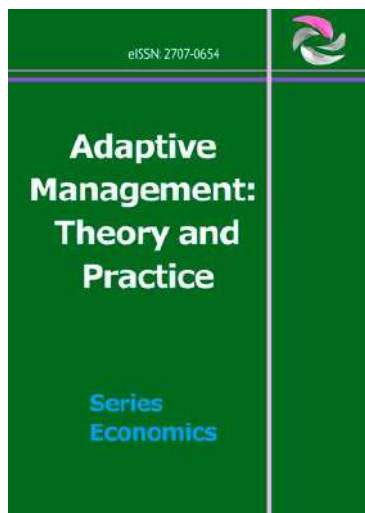 eISSN: 2707-0654
Adaptive
Management:
Theory and
Practice
Series
Economics